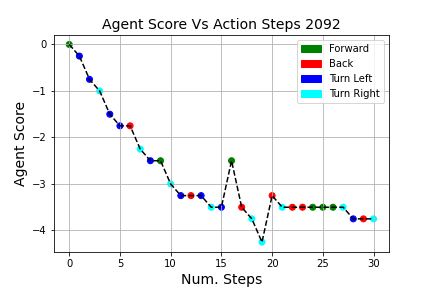 Agent Score Vs Action Steps 2092
Forward
Back
Turn Left
Turn Right
Agent Score
0
−1
−2
−3
−4
0 5 10 15 20 25 30
Num. Steps